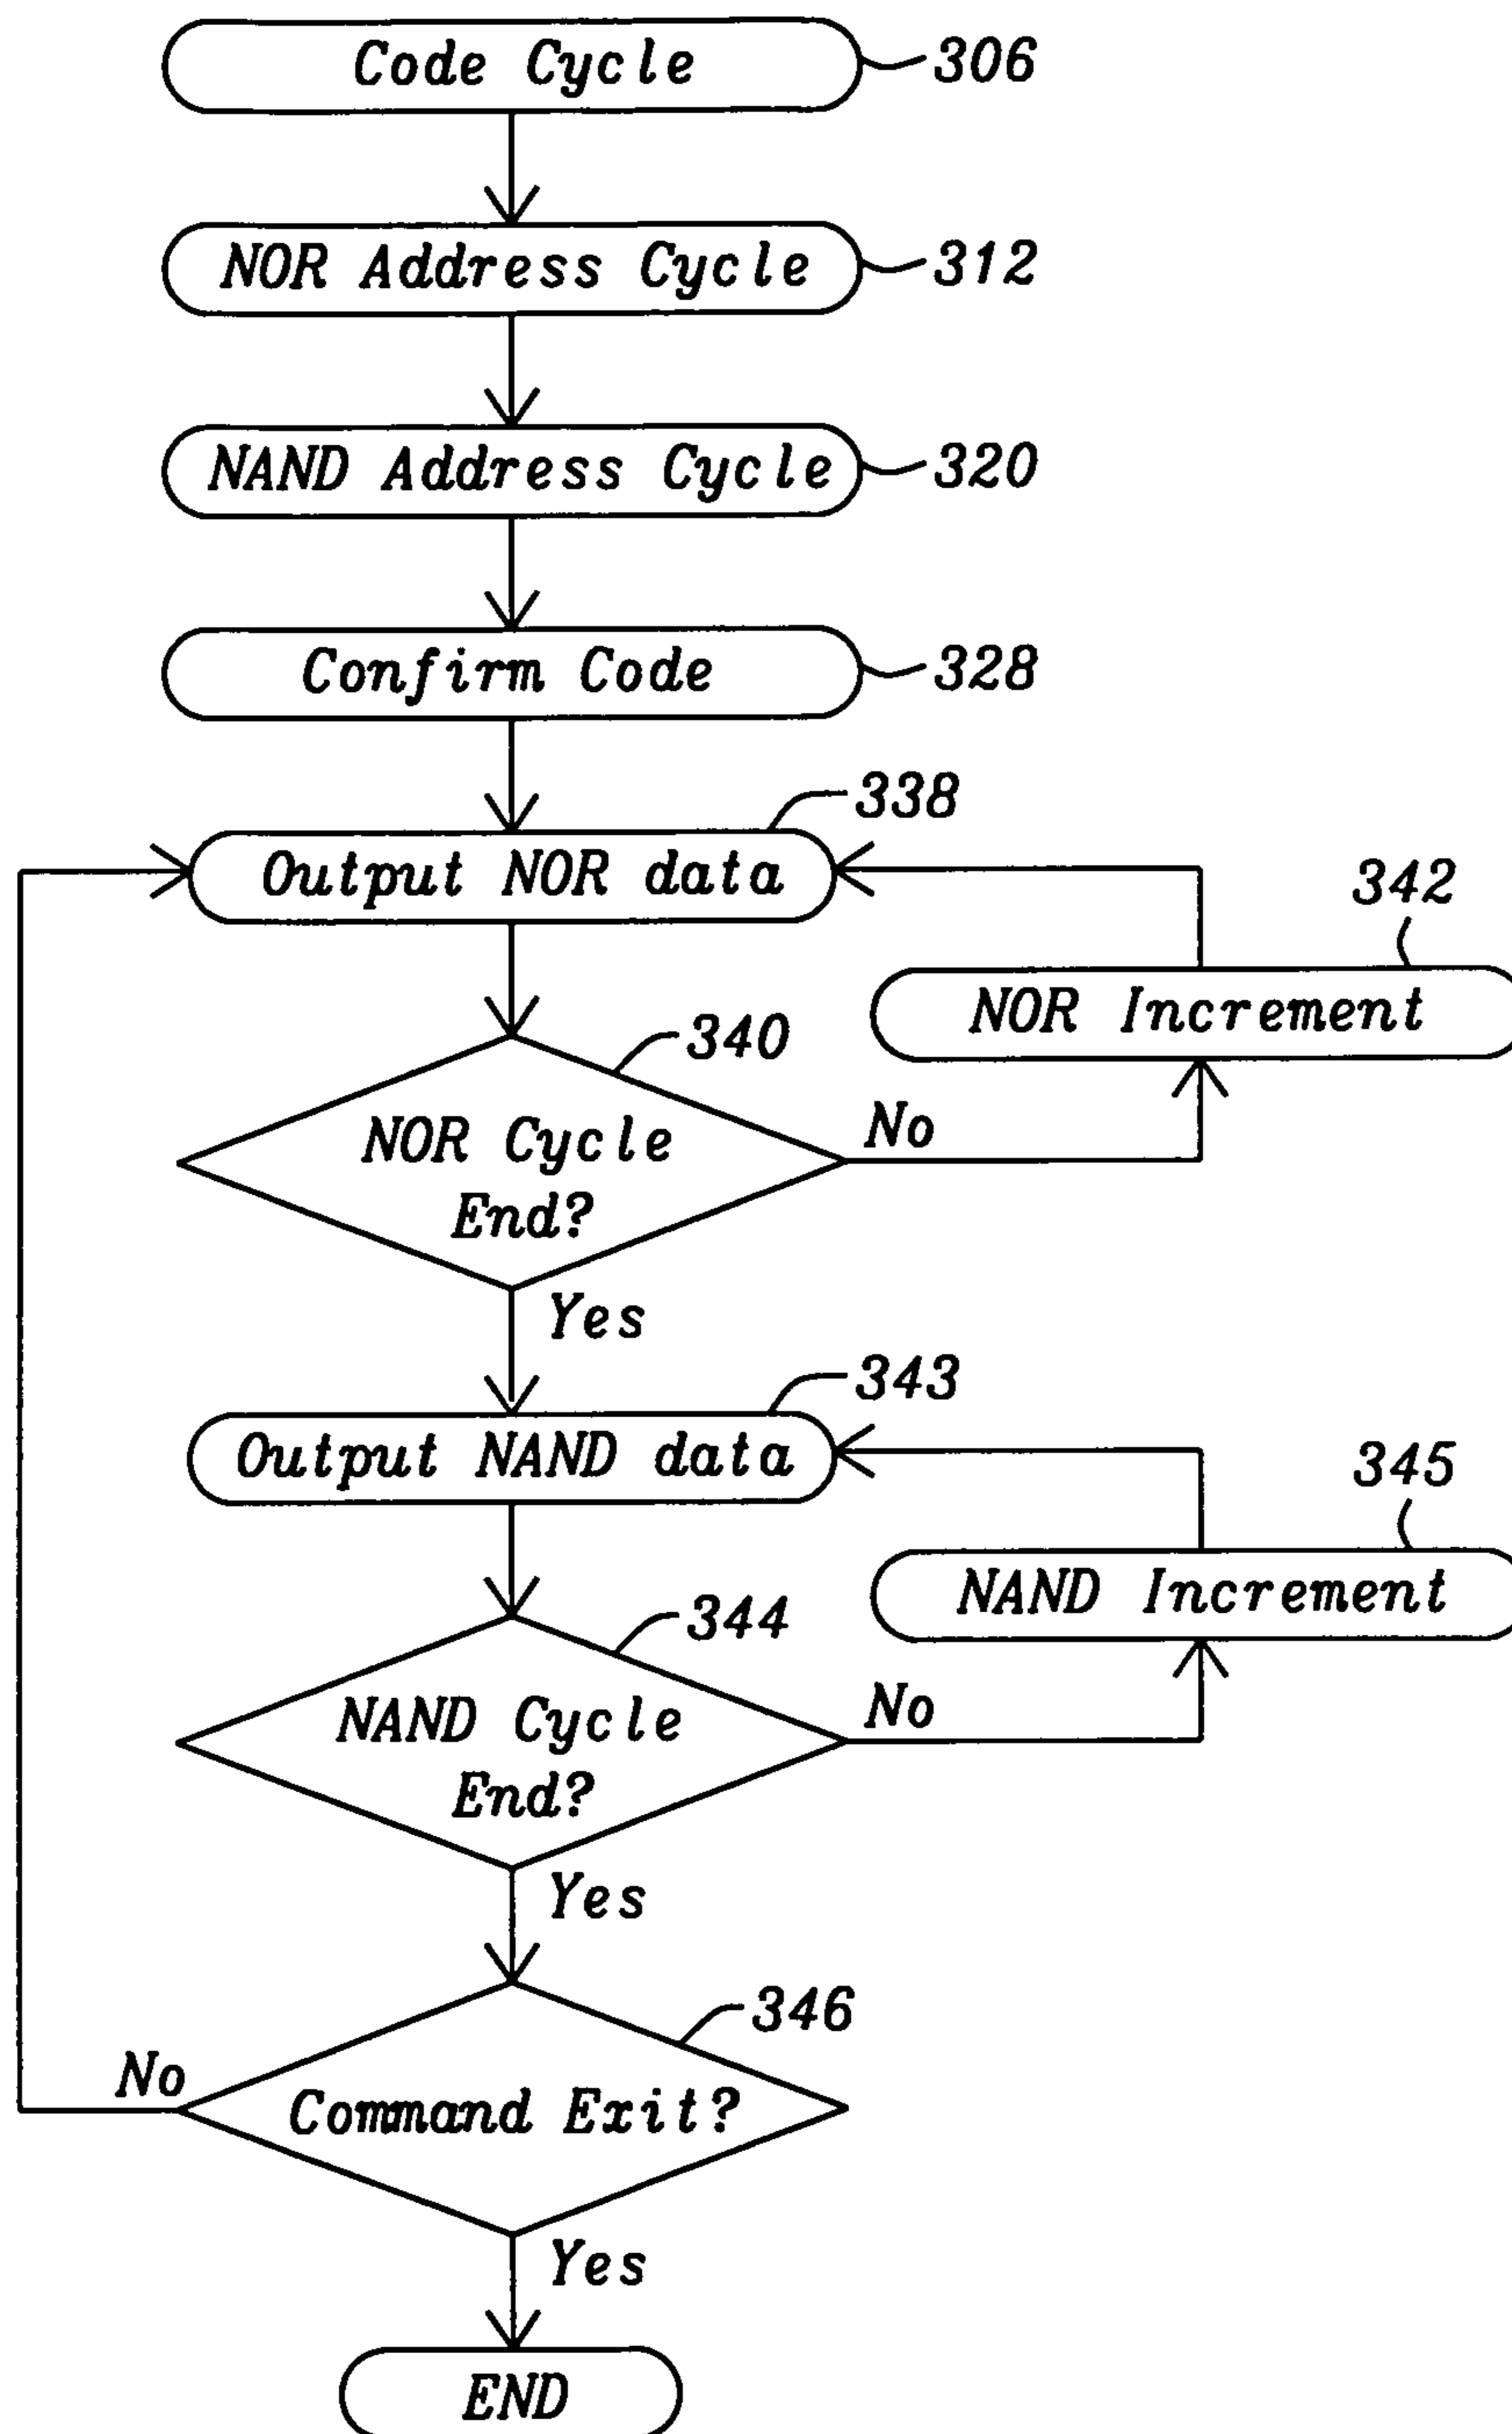 Code Cycle 306
NOR Address Cycle 312
NAND Address Cycle 320
Confirm Code 328
338
Output NOR data
342
NOR Increment
340
NOR Cycle
End?
No
Yes
343
Output NAND data
345
NAND Increment
344
NAND Cycle
End?
No
Yes
346
No
Command Exit?
Yes
END